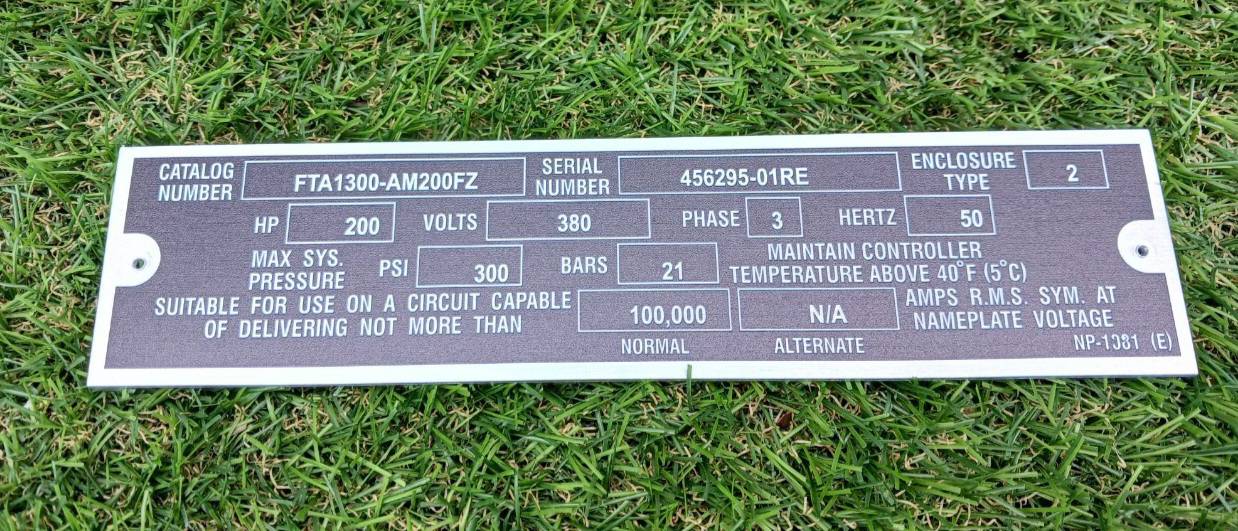 CATALOG NUMBER FTA1300-AM200FZ SERIAL NUMBER 456295-01RE ENCLOSURE TYPE 2
HP 200 VOLTS 380 PHASE 3 HERTZ 50
MAX SYS. PRESSURE PSI 300 BARS 21 MAINTAIN CONTROLLER TEMPERATURE ABOVE 40°F (5°C)
SUITABLE FOR USE ON A CIRCUIT CAPABLE OF DELIVERING NOT MORE THAN 100,000 N/A AMPS R.M.S. SYM. AT NAMEPLATE VOLTAGE
NORMAL ALTERNATE NP-1081 (E)